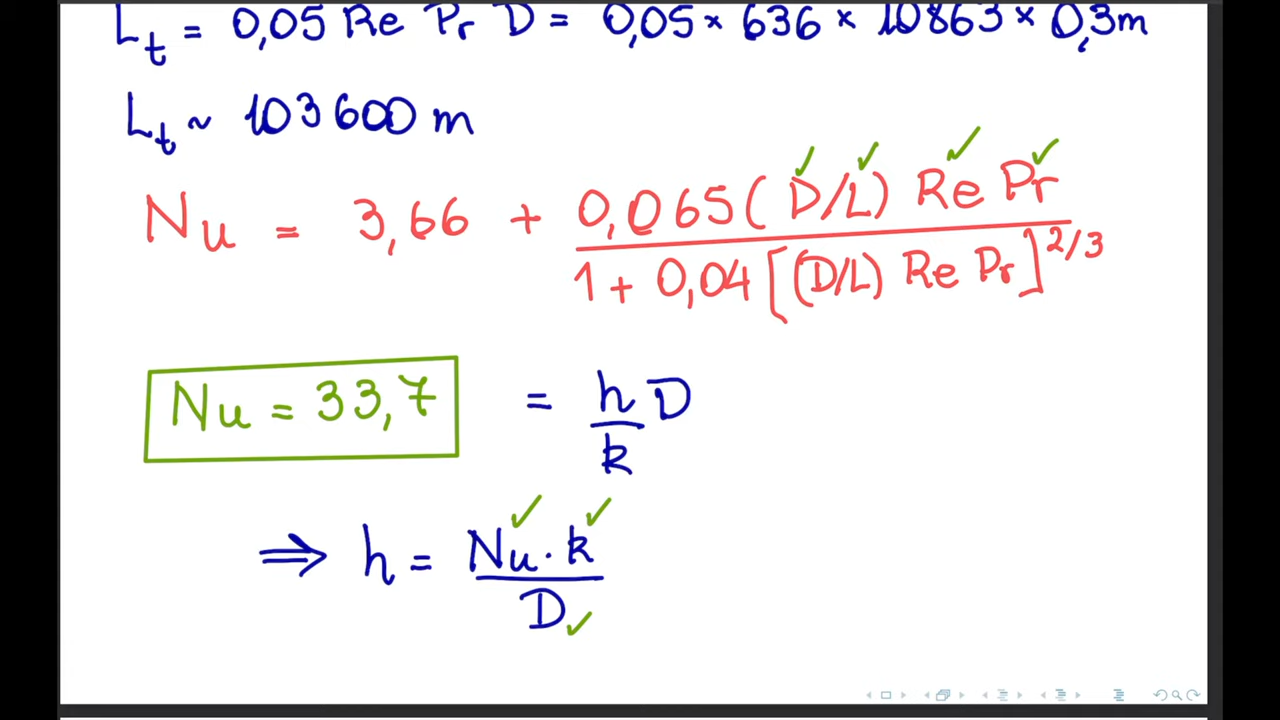 Lt = 0,05 Re Pr D = 0,05 × 636 × 10863 × 0,3m
Lt ~ 103600 m
Nu = 3,66 + 0,065 (D/L) Re Pr
1 + 0,04 [(D/L) Re Pr]^2/3
Nu = 33,7 = h D
k
⇒ h = Nu · k
D